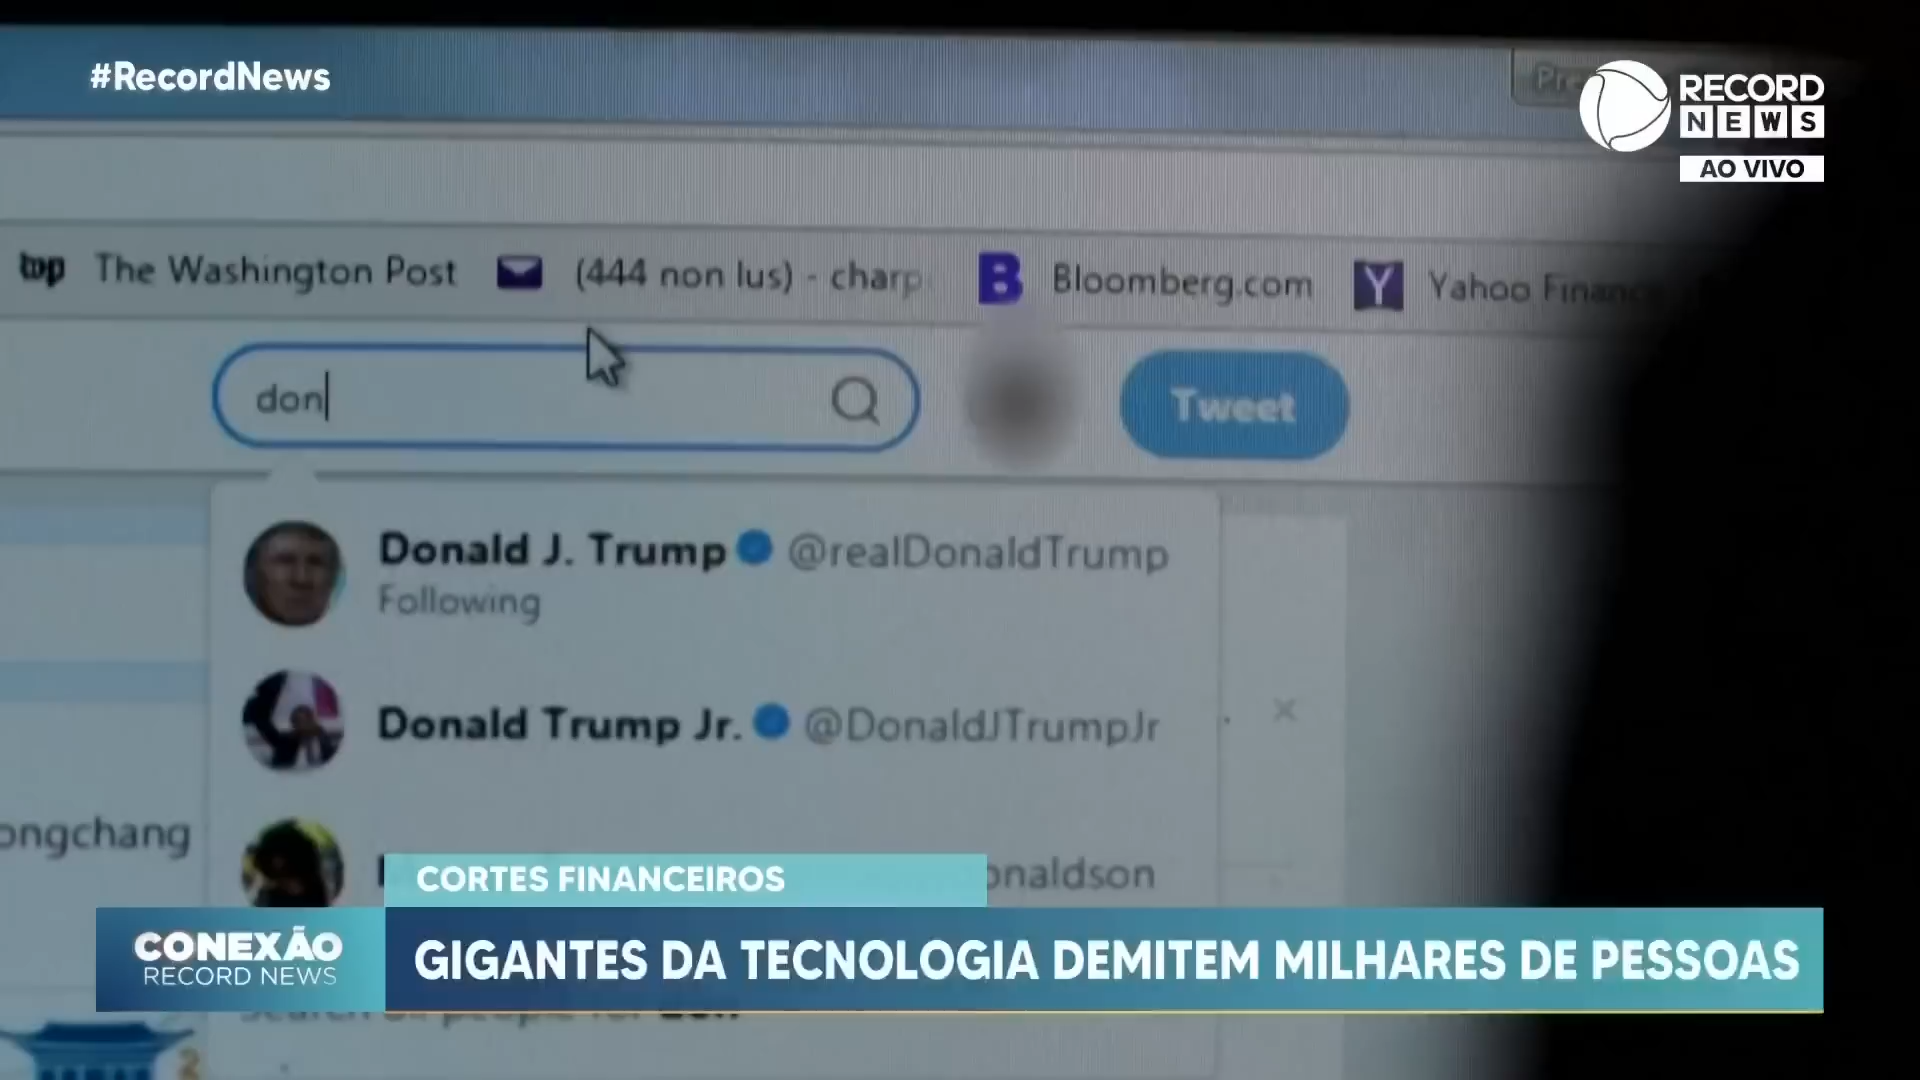 #RecordNews
RECORD
NEWS
AO VIVO
The Washington Post
(444 non lus) - charp
Bloomberg.com
Yahoo Finance
don
Tweet
Donald J. Trump @realDonaldTrump
Following
Donald Trump Jr. @DonaldJTrumpJr
ongchang
onaldson
CORTES FINANCEIROS
CONEXÃO
RECORD NEWS
GIGANTES DA TECNOLOGIA DEMITEM MILHARES DE PESSOAS